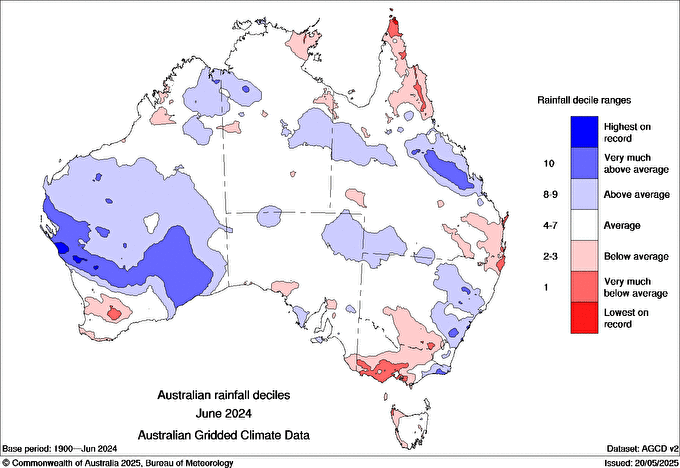 Rainfall decile ranges
Highest on
record
10
Very much
above average
8-9
Above average
4-7
Average
2-3
Below average
1
Very much
below average
Lowest on
record
Australian rainfall deciles
June 2024
Australian Gridded Climate Data
Base period: 1900—Jun 2024
Dataset: AGCD v2
© Commonwealth of Australia 2025, Bureau of Meteorology
Issued: 20/05/2025